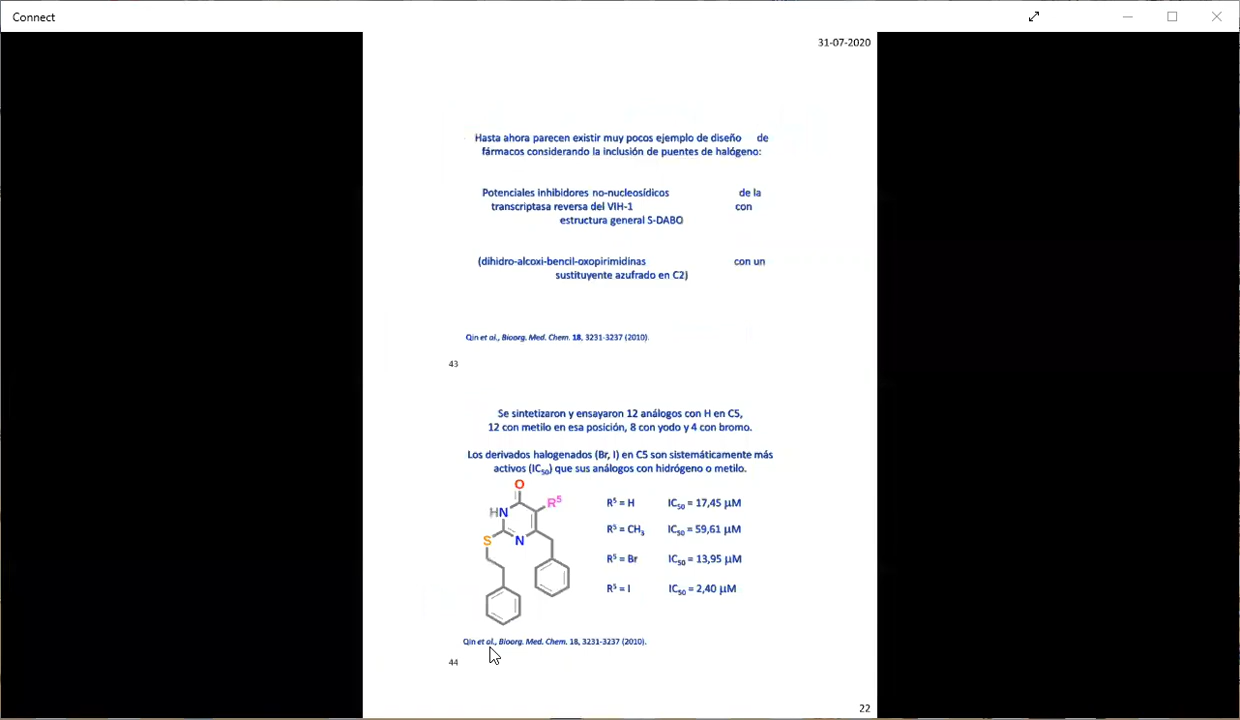 Connect
31-07-2020
Hasta ahora parecen existir muy pocos ejemplo de diseño de
fármacos considerando la inclusión de puentes de halógeno:
Potenciales inhibidores no-nucleosídicos de la
transcriptasa reversa del VIH-1 con
estructura general S-DABO
(dihidro-alcoxi-bencil-oxopirimidinas con un
sustituyente azufrado en C2)
Qin et al., Bioorg. Med. Chem. 18, 3231-3237 (2010).
43
Se sintetizaron y ensayaron 12 análogos con H en C5,
12 con metilo en esa posición, 8 con yodo y 4 con bromo.
Los derivados halogenados (Br, I) en C5 son sistemáticamente más
activos (IC₅₀) que sus análogos con hidrógeno o metilo.
O
R⁵
HN
S
N
R⁵ = H IC₅₀ = 17,45 µM
R⁵ = CH₃ IC₅₀ = 59,61 µM
R⁵ = Br IC₅₀ = 13,95 µM
R⁵ = I IC₅₀ = 2,40 µM
Qin et al., Bioorg. Med. Chem. 18, 3231-3237 (2010).
44
22